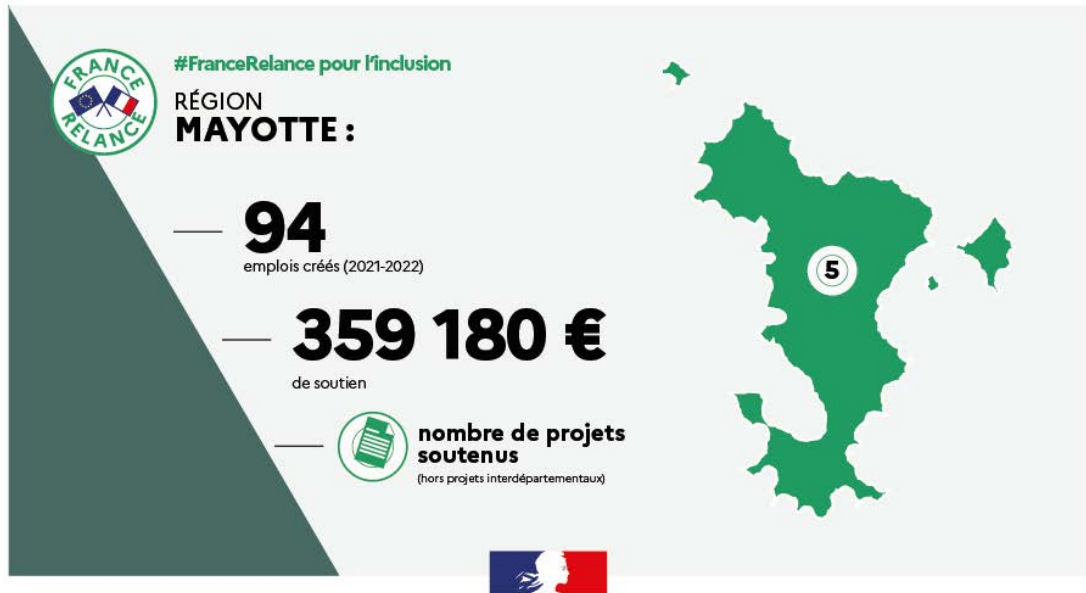 FRANCE
RELANCE
#FranceRelance pour l'inclusion
RÉGION
MAYOTTE :
94
emplois créés (2021-2022)
359 180 €
de soutien
nombre de projets
soutenus
(hors projets interdépartementaux)
5